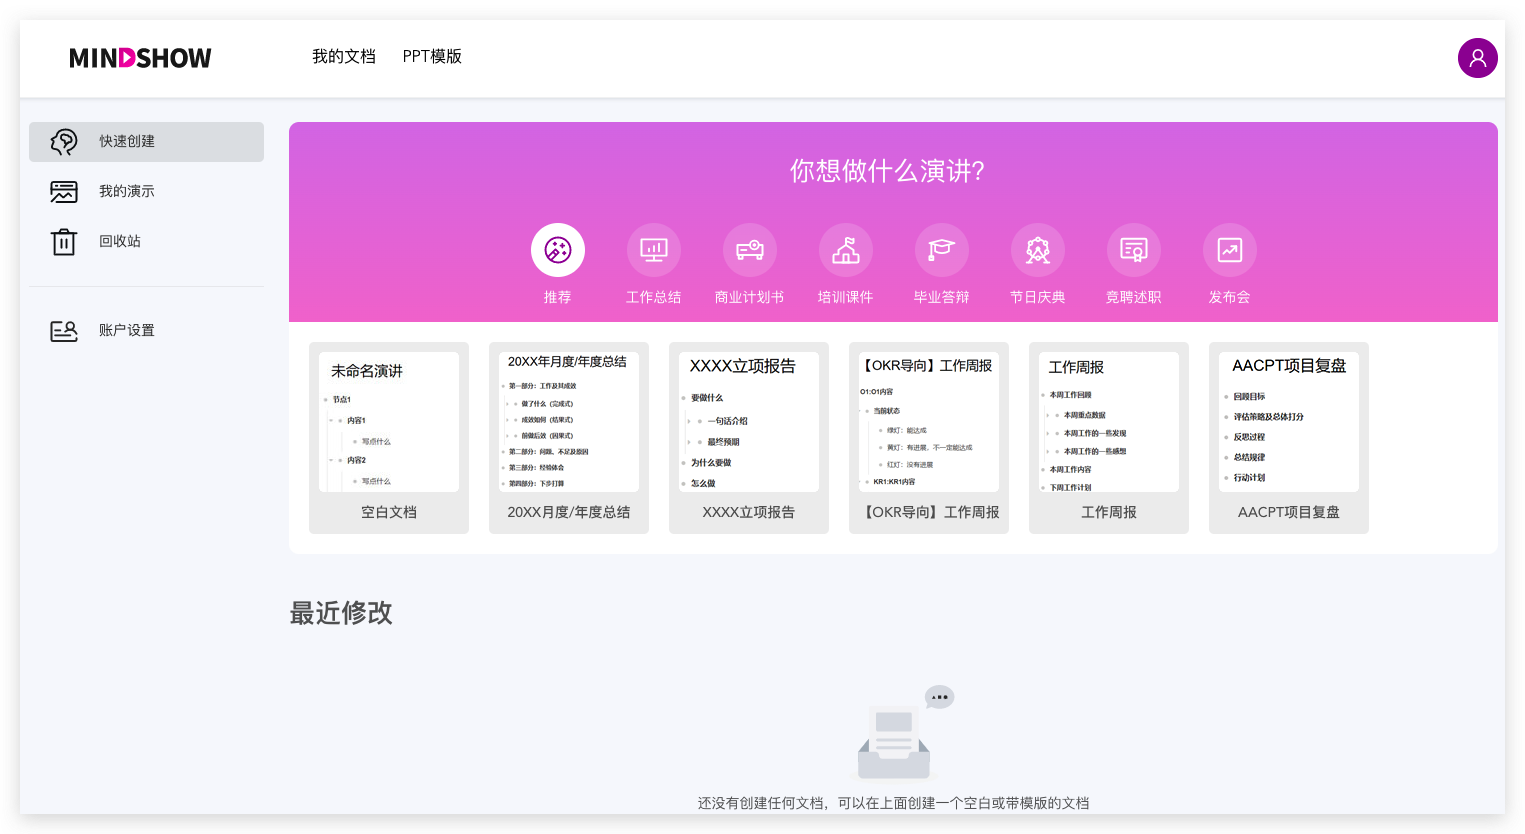 MINDSHOW
我的文档
PPT模版
快速创建
我的演示
回收站
账户设置
你想做什么演讲?
推荐
工作总结
商业计划书
培训课件
毕业答辩
节日庆典
竞聘述职
发布会
未命名演讲
节点1
内容1
写点什么
内容2
写点什么
空白文档
20XX年月度/年度总结
第一部分：工作及其成效
做了什么（完成式）
成效如何（结果式）
前做后效（因果式）
第二部分：问题、不足及原因
第三部分：经验体会
第四部分：下步打算
20XX月度/年度总结
XXXX立项报告
要做什么
一句话介绍
最终预期
为什么要做
怎么做
XXXX立项报告
【OKR导向】工作周报
O1:O1内容
当前状态
绿灯：能达成
黄灯：有进展、不一定能达成
红灯：没有进展
KR1:KR1内容
【OKR导向】工作周报
工作周报
本周工作回顾
本周重点数据
本周工作的一些发现
本周工作的一些感想
本周工作内容
下周工作计划
工作周报
AACPT项目复盘
回顾目标
评估策略及总体打分
反思过程
总结规律
行动计划
AACPT项目复盘
最近修改
还没有创建任何文档，可以在上面创建一个空白或带模版的文档